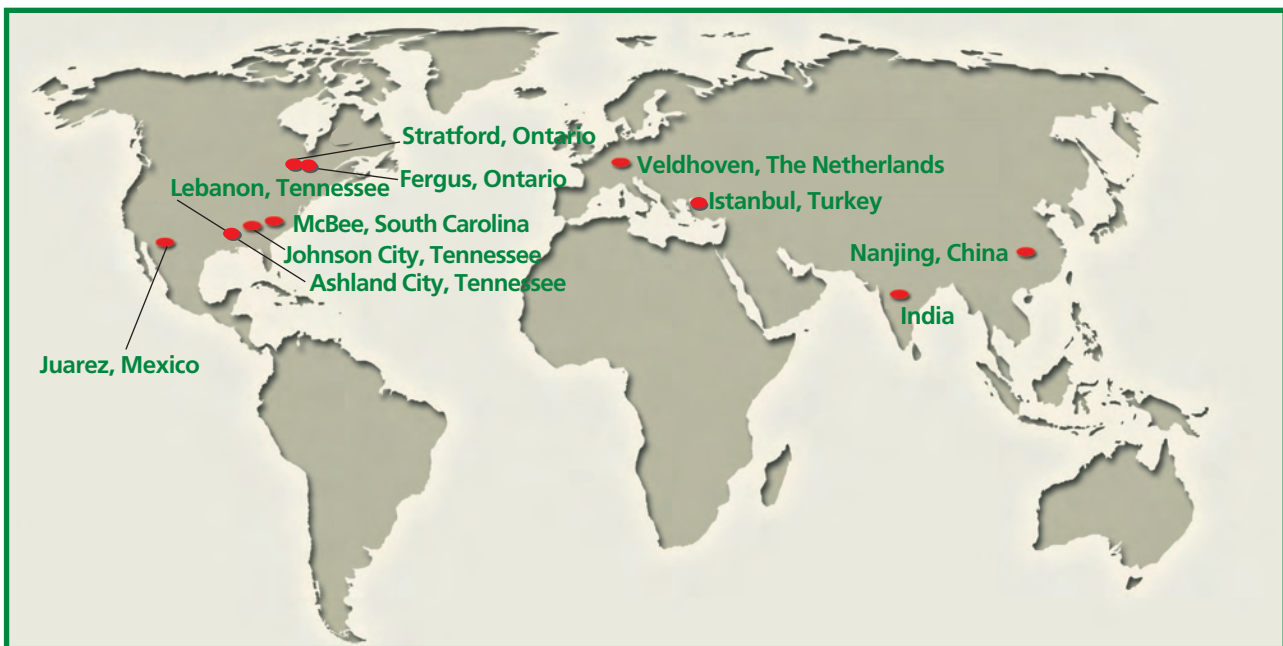 Stratford, Ontario
Fergus, Ontario
Lebanon, Tennessee
McBee, South Carolina
Johnson City, Tennessee
Ashland City, Tennessee
Juarez, Mexico
Veldhoven, The Netherlands
Istanbul, Turkey
Nanjing, China
India